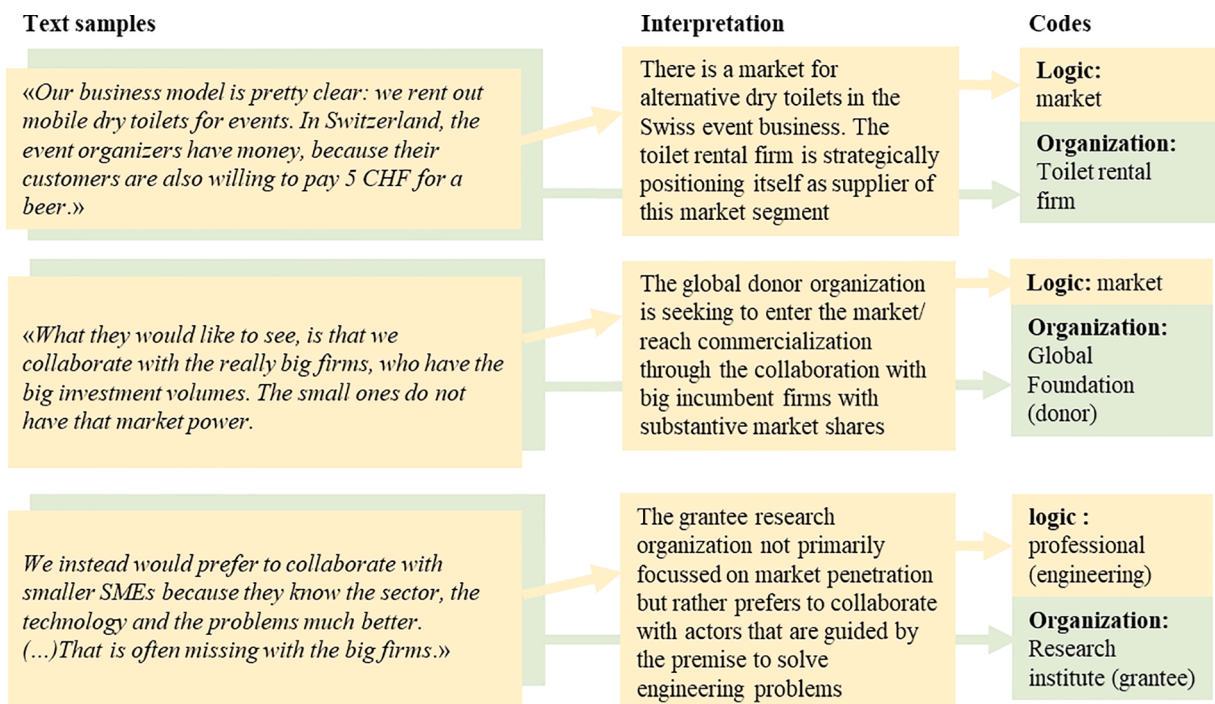 Text samples
Interpretation
Codes
«Our business model is pretty clear: we rent out
mobile dry toilets for events. In Switzerland, the
event organizers have money, because their
customers are also willing to pay 5 CHF for a
beer.»
There is a market for
alternative dry toilets in the
Swiss event business. The
toilet rental firm is strategically
positioning itself as supplier of
this market segment
Logic:
market
Organization:
Toilet rental
firm
«What they would like to see, is that we
collaborate with the really big firms, who have the
big investment volumes. The small ones do not
have that market power.
The global donor organization
is seeking to enter the market/
reach commercialization
through the collaboration with
big incumbent firms with
substantive market shares
Logic: market
Organization:
Global
Foundation
(donor)
We instead would prefer to collaborate with
smaller SMEs because they know the sector, the
technology and the problems much better.
(…)That is often missing with the big firms.»
The grantee research
organization not primarily
focussed on market penetration
but rather prefers to collaborate
with actors that are guided by
the premise to solve
engineering problems
logic :
professional
(engineering)
Organization:
Research
institute (grantee)